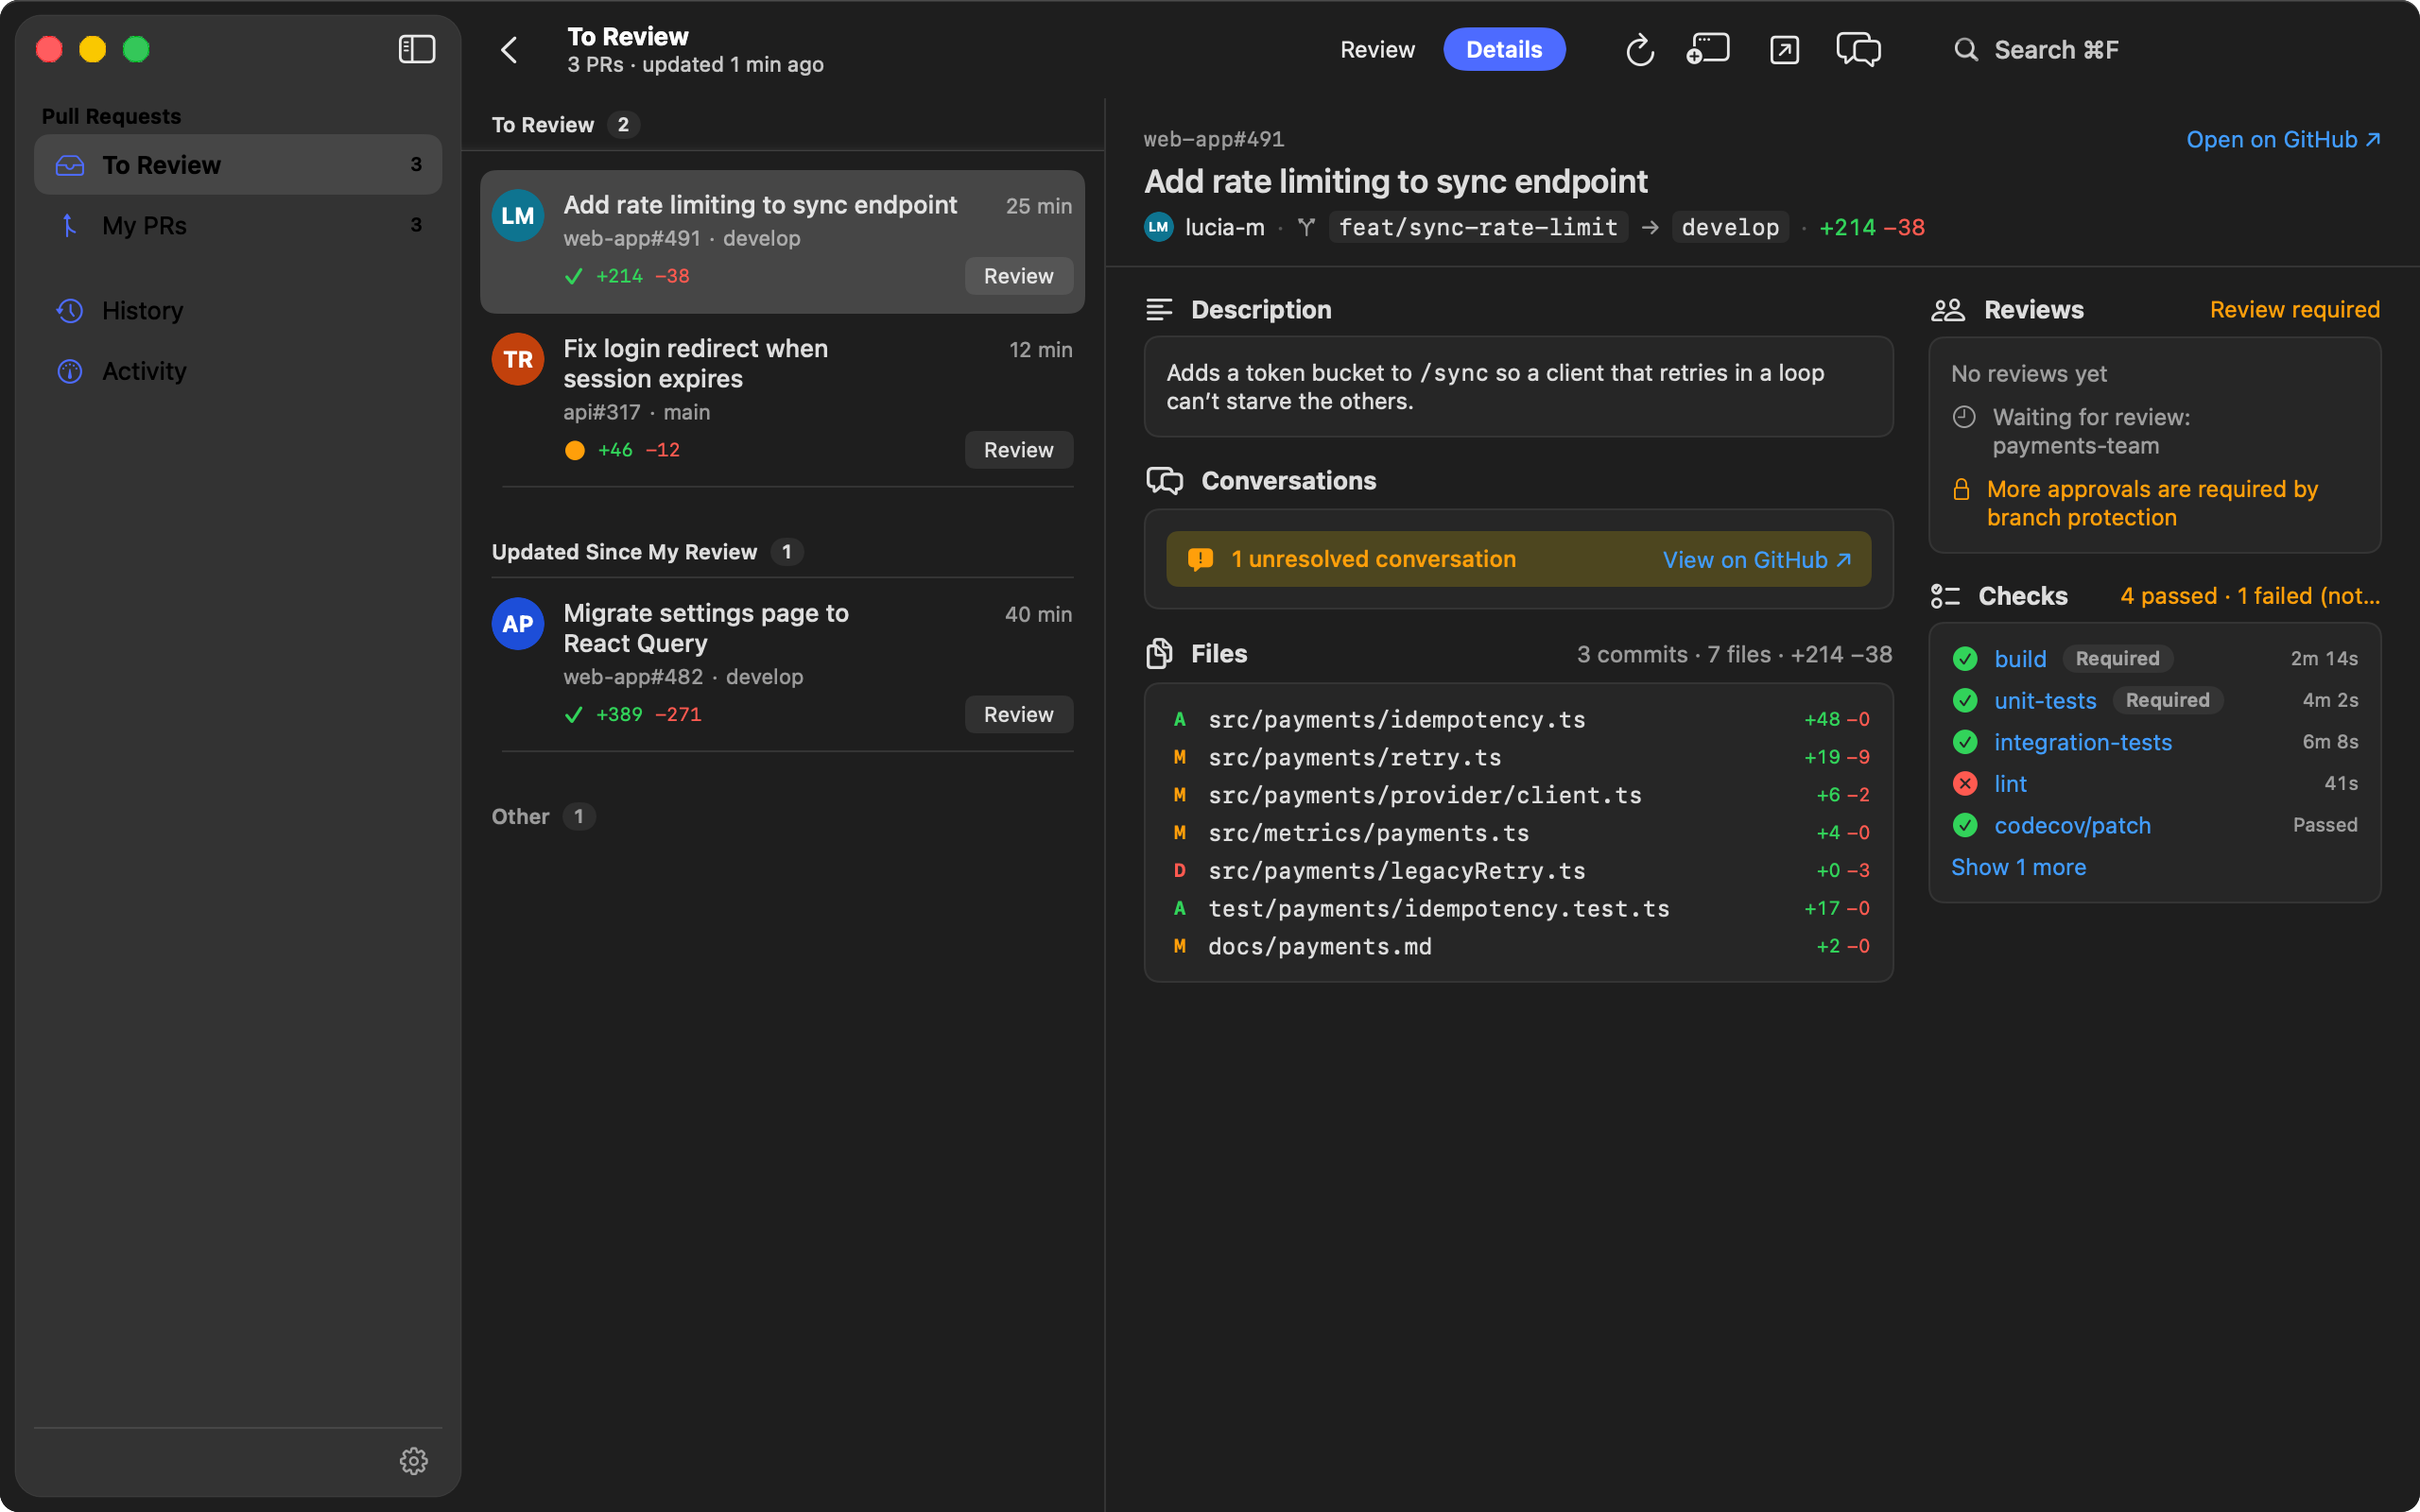 Pull Requests
To Review 3
My PRs 3
History
Activity
To Review
3 PRs · updated 1 min ago
Review Details Search ⌘F
To Review 2
LM Add rate limiting to sync endpoint 25 min
web-app#491 · develop
+214 −38 Review
TR Fix login redirect when 12 min
session expires
api#317 · main
+46 −12 Review
Updated Since My Review 1
AP Migrate settings page to 40 min
React Query
web-app#482 · develop
+389 −271 Review
Other 1
web-app#491 Open on GitHub ↗
Add rate limiting to sync endpoint
LM lucia-m · feat/sync-rate-limit → develop · +214 −38
Description
Adds a token bucket to /sync so a client that retries in a loop
can’t starve the others.
Conversations
1 unresolved conversation View on GitHub ↗
Files 3 commits · 7 files · +214 −38
A src/payments/idempotency.ts +48 −0
M src/payments/retry.ts +19 −9
M src/payments/provider/client.ts +6 −2
M src/metrics/payments.ts +4 −0
D src/payments/legacyRetry.ts +0 −3
A test/payments/idempotency.test.ts +17 −0
M docs/payments.md +2 −0
Reviews Review required
No reviews yet
Waiting for review:
payments-team
More approvals are required by
branch protection
Checks 4 passed · 1 failed (not...
build Required 2m 14s
unit-tests Required 4m 2s
integration-tests 6m 8s
lint 41s
codecov/patch Passed
Show 1 more